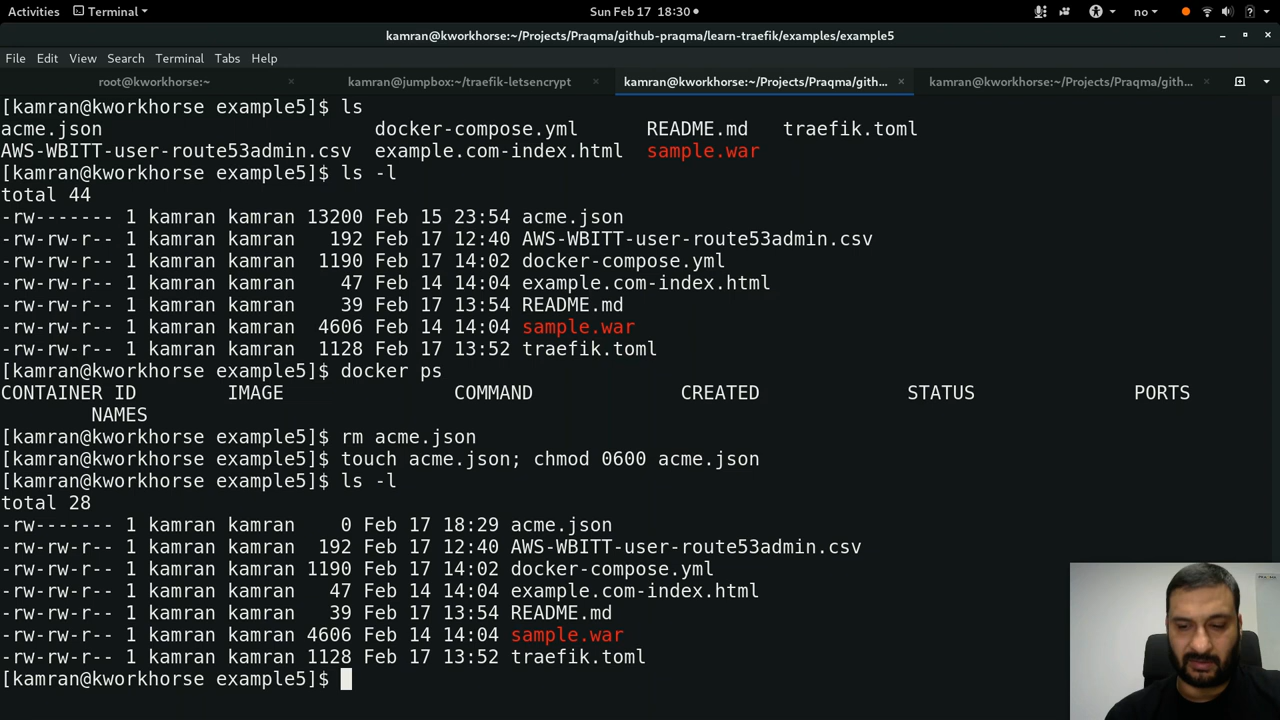 Activities Terminal Sun Feb 17 18:30 no
kamran@kworkhorse:~/Projects/Praqma/github-praqma/learn-traefik/examples/example5
File Edit View Search Terminal Tabs Help
root@kworkhorse:~ kamran@jumpbox:~/traefik-letsencrypt kamran@kworkhorse:~/Projects/Praqma/gith... kamran@kworkhorse:~/Projects/Praqma/gith...
[kamran@kworkhorse example5]$ ls
acme.json docker-compose.yml README.md traefik.toml
AWS-WBITT-user-route53admin.csv example.com-index.html sample.war
[kamran@kworkhorse example5]$ ls -l
total 44
-rw------- 1 kamran kamran 13200 Feb 15 23:54 acme.json
-rw-rw-r-- 1 kamran kamran 192 Feb 17 12:40 AWS-WBITT-user-route53admin.csv
-rw-rw-r-- 1 kamran kamran 1190 Feb 17 14:02 docker-compose.yml
-rw-rw-r-- 1 kamran kamran 47 Feb 14 14:04 example.com-index.html
-rw-rw-r-- 1 kamran kamran 39 Feb 17 13:54 README.md
-rw-rw-r-- 1 kamran kamran 4606 Feb 14 14:04 sample.war
-rw-rw-r-- 1 kamran kamran 1128 Feb 17 13:52 traefik.toml
[kamran@kworkhorse example5]$ docker ps
CONTAINER ID IMAGE COMMAND CREATED STATUS PORTS
NAMES
[kamran@kworkhorse example5]$ rm acme.json
[kamran@kworkhorse example5]$ touch acme.json; chmod 0600 acme.json
[kamran@kworkhorse example5]$ ls -l
total 28
-rw------- 1 kamran kamran 0 Feb 17 18:29 acme.json
-rw-rw-r-- 1 kamran kamran 192 Feb 17 12:40 AWS-WBITT-user-route53admin.csv
-rw-rw-r-- 1 kamran kamran 1190 Feb 17 14:02 docker-compose.yml
-rw-rw-r-- 1 kamran kamran 47 Feb 14 14:04 example.com-index.html
-rw-rw-r-- 1 kamran kamran 39 Feb 17 13:54 README.md
-rw-rw-r-- 1 kamran kamran 4606 Feb 14 14:04 sample.war
-rw-rw-r-- 1 kamran kamran 1128 Feb 17 13:52 traefik.toml
[kamran@kworkhorse example5]$